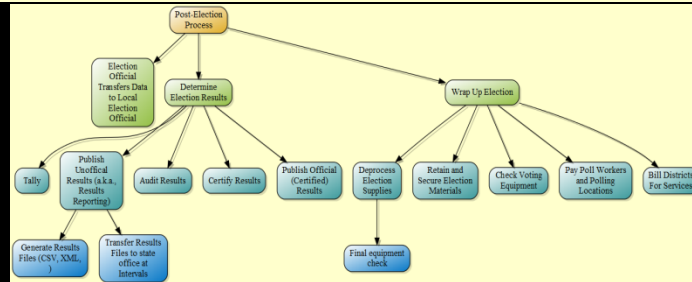 Post-Election
Process
Election
Official
Transfers Data
to Local
Election
Official
Determine
Election Results
Wrap Up Election
Tally
Publish
Unoffical
Results (a.k.a.,
Results
Reporting)
Audit Results
Certify Results
Publish Official
(Certified)
Results
Deprocess
Election
Supplies
Retain and
Secure Election
Materials
Check Voting
Equipment
Pay Poll Workers
and Polling
Locations
Bill Districts
For Services
Generate Results
Files (CSV, XML,
)
Transfer Results
Files to state
office at
Intervals
Final equipment
check